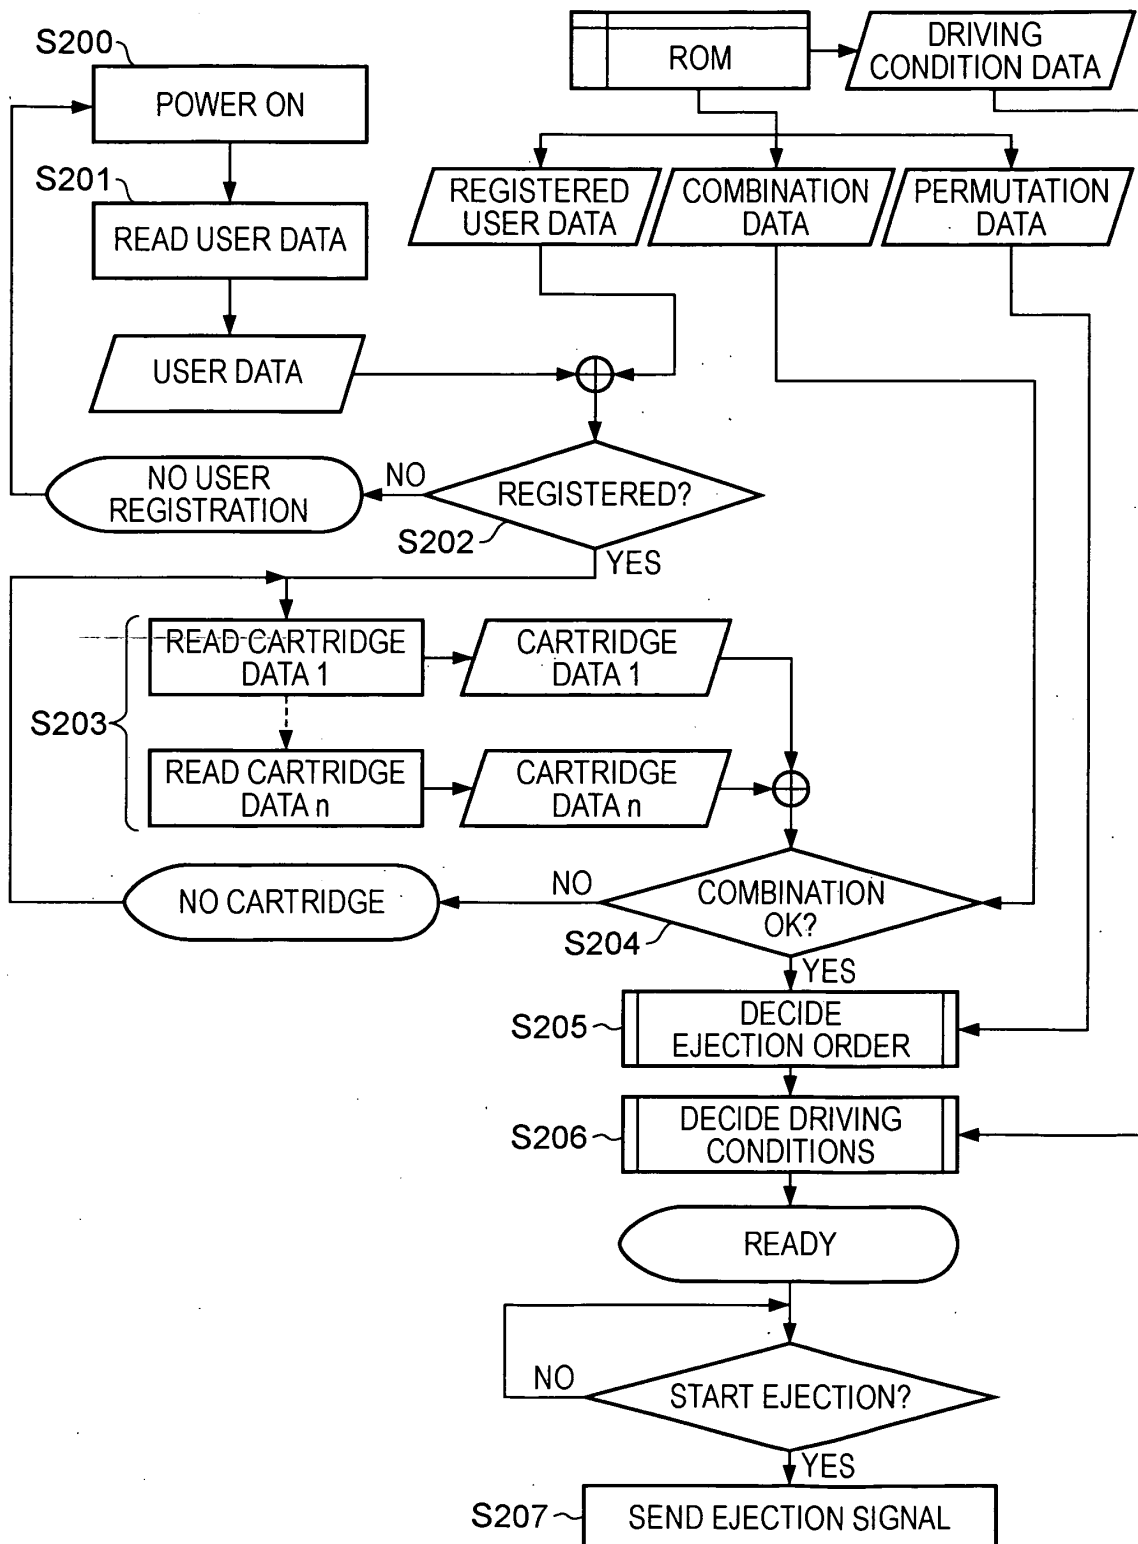 S200
POWER ON
ROM
DRIVING
CONDITION DATA
S201
READ USER DATA
REGISTERED
USER DATA
COMBINATION
DATA
PERMUTATION
DATA
USER DATA
NO USER
REGISTRATION
NO
REGISTERED?
S202
YES
S203
READ CARTRIDGE
DATA 1
CARTRIDGE
DATA 1
READ CARTRIDGE
DATA n
CARTRIDGE
DATA n
NO CARTRIDGE
NO
COMBINATION
OK?
S204
YES
S205
DECIDE
EJECTION ORDER
S206
DECIDE DRIVING
CONDITIONS
READY
NO
START EJECTION?
YES
S207
SEND EJECTION SIGNAL